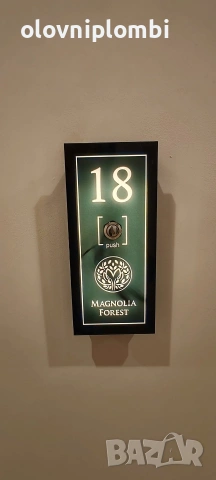 olovniplombi
18
push
MAGNOLIA
FOREST
BAZAR